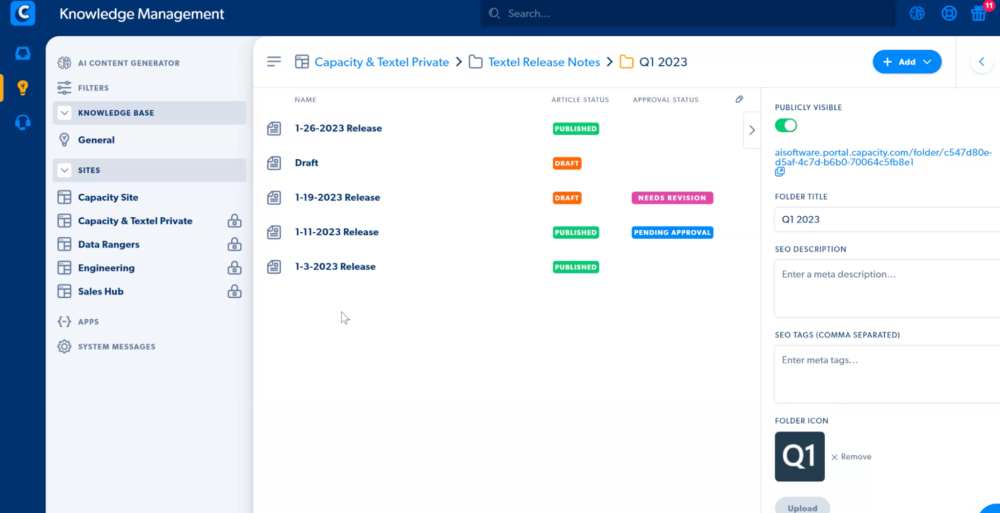 Knowledge Management
Search...
11
AI CONTENT GENERATOR
FILTERS
KNOWLEDGE BASE
General
SITES
Capacity Site
Capacity & Textel Private
Data Rangers
Engineering
Sales Hub
APPS
SYSTEM MESSAGES
Capacity & Textel Private > Textel Release Notes > Q1 2023
+ Add
NAME ARTICLE STATUS APPROVAL STATUS
1-26-2023 Release PUBLISHED
Draft DRAFT
1-19-2023 Release DRAFT NEEDS REVISION
1-11-2023 Release PUBLISHED PENDING APPROVAL
1-3-2023 Release PUBLISHED
PUBLICLY VISIBLE
aisoftware.portal.capacity.com/folder/c547d80e-
d5af-4c7d-b6b0-70064c5fb8e1
FOLDER TITLE
Q1 2023
SEO DESCRIPTION
Enter a meta description...
SEO TAGS (COMMA SEPARATED)
Enter meta tags...
FOLDER ICON
Q1
Remove
Upload